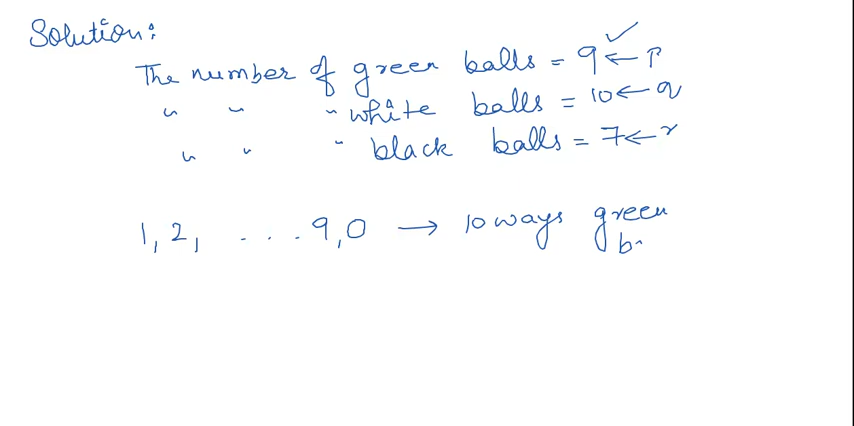 Solution:
The number of green balls = 9 ← p
" " " white balls = 10 ← q
" " " black balls = 7 ← r
1, 2, . . . . 9, 0 → 10 ways green
b